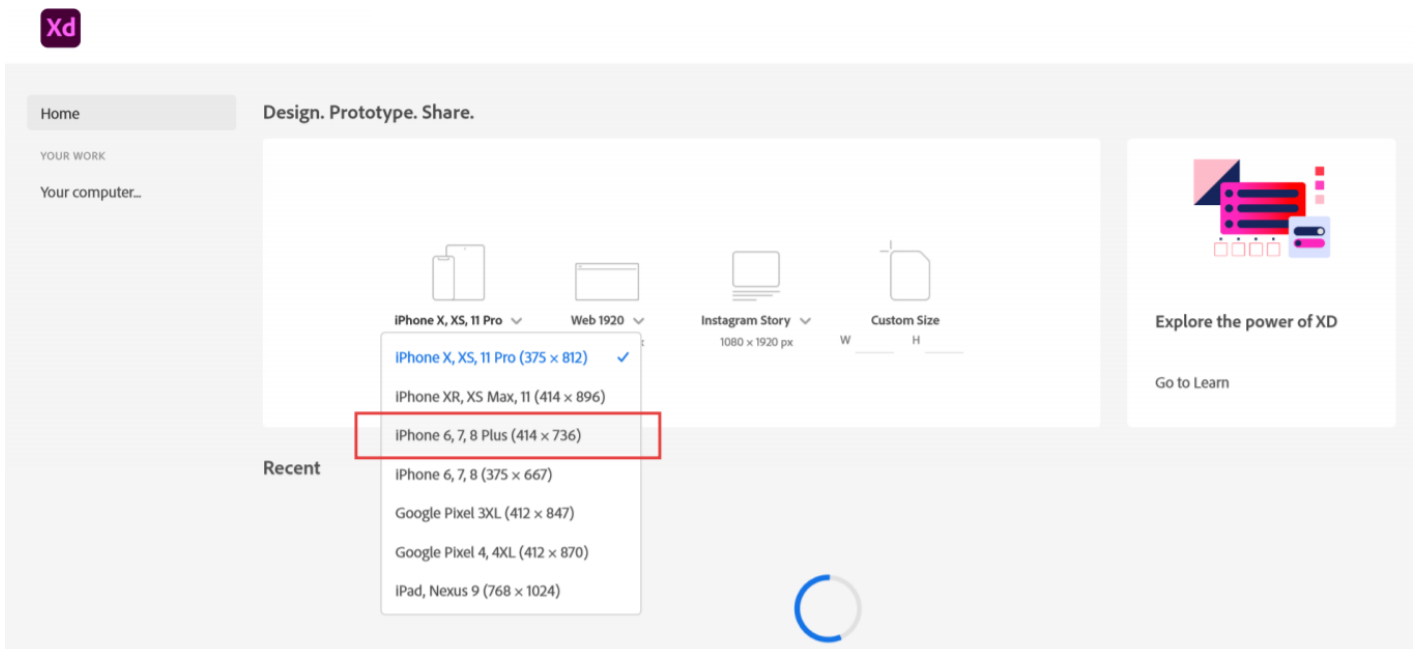 Xd
Home
YOUR WORK
Your computer...
Design. Prototype. Share.
iPhone X, XS, 11 Pro
Web 1920
Instagram Story
1080 × 1920 px
Custom Size
W
H
iPhone X, XS, 11 Pro (375 × 812)
iPhone XR, XS Max, 11 (414 × 896)
iPhone 6, 7, 8 Plus (414 × 736)
iPhone 6, 7, 8 (375 × 667)
Google Pixel 3XL (412 × 847)
Google Pixel 4, 4XL (412 × 870)
iPad, Nexus 9 (768 × 1024)
Recent
Explore the power of XD
Go to Learn